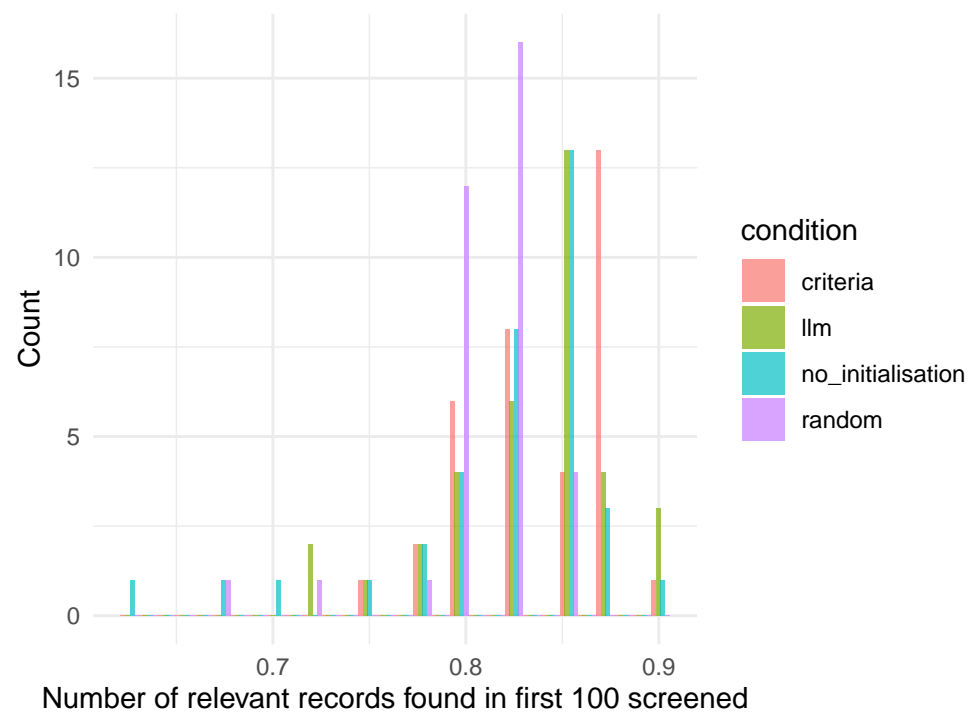 15
10
5
0
Count
0.7
0.8
0.9
Number of relevant records found in first 100 screened
condition
criteria
llm
no_initialisation
random